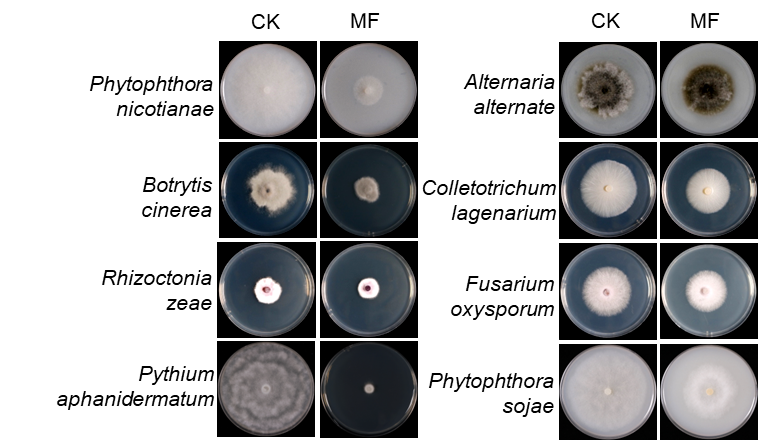 CK MF
Phytophthora
nicotianae
Botrytis
cinerea
Rhizoctonia
zeae
Pythium
aphanidermatum
CK MF
Alternaria
alternate
Colletotrichum
lagenarium
Fusarium
oxysporum
Phytophthora
sojae